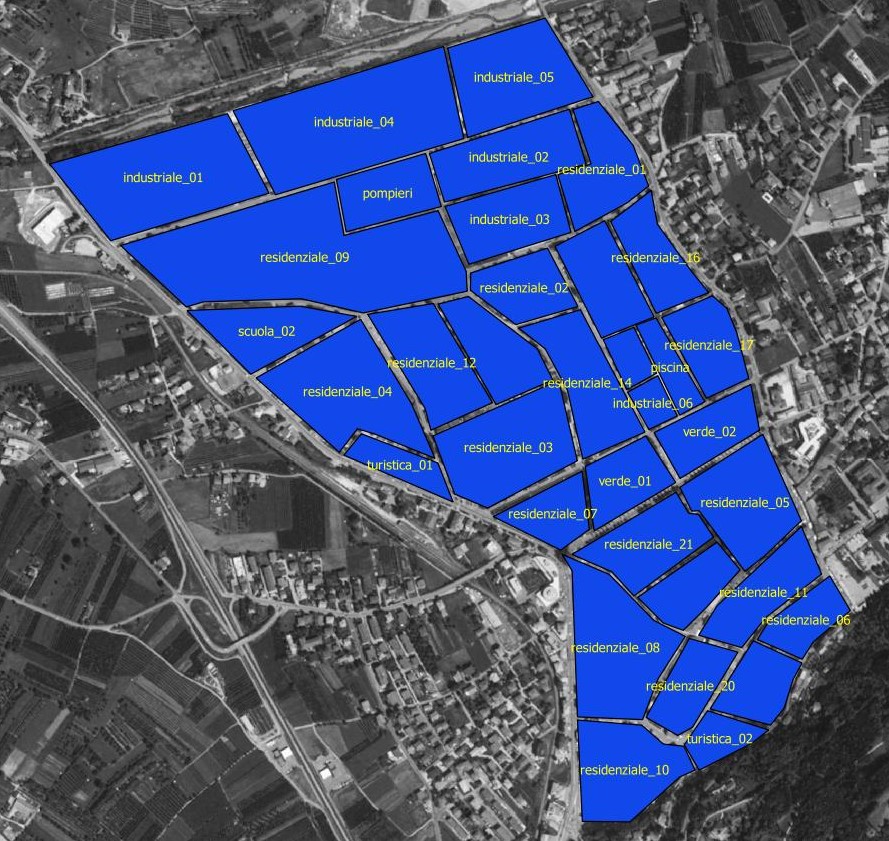 industriale_05
industriale_04
industriale_02
residenziale_01
industriale_01
pompieri
industriale_03
residenziale_09
residenziale_16
residenziale_02
scuola_02
residenziale_17
residenziale_12
piscina
residenziale_14
residenziale_04
industriale_06
verde_02
residenziale_03
turistica_01
verde_01
residenziale_05
residenziale_07
residenziale_21
residenziale_11
residenziale_06
residenziale_08
residenziale_20
turistica_02
residenziale_10